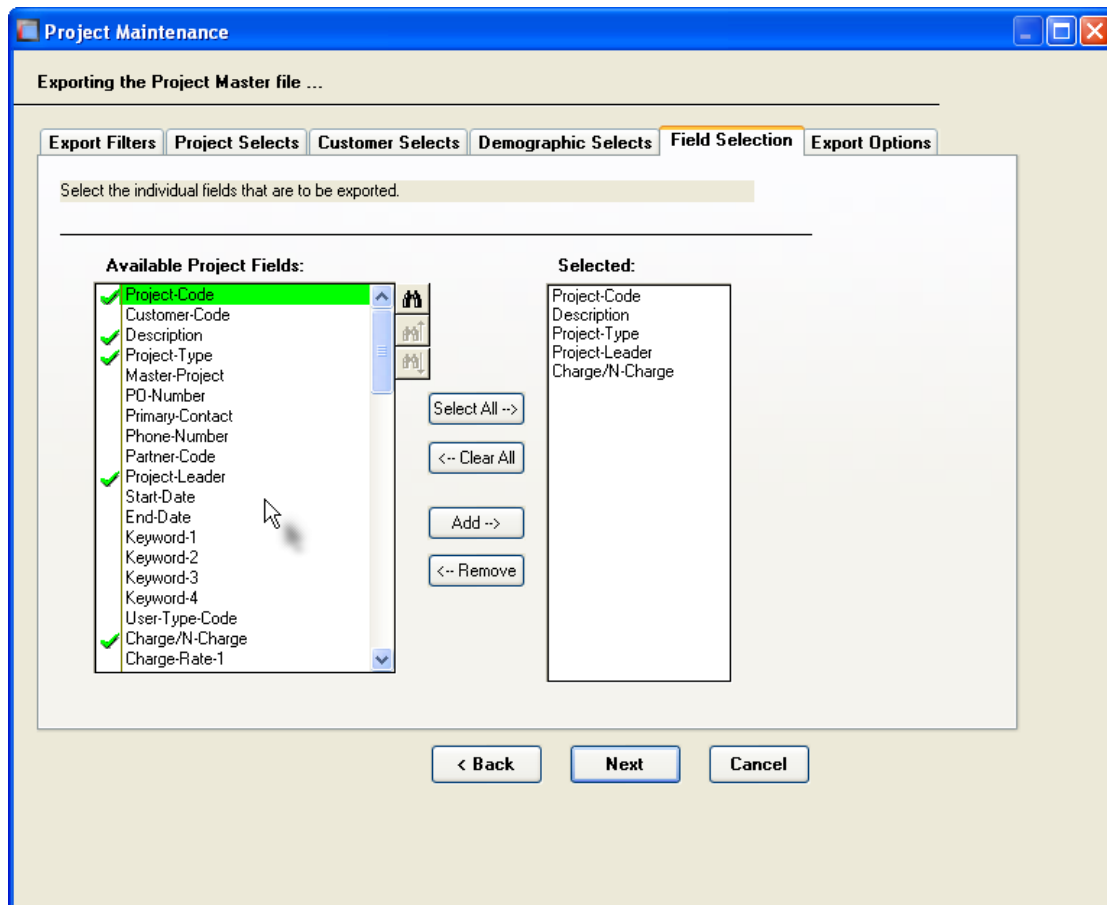 Project Maintenance
Exporting the Project Master file ...
Export Filters Project Selects Customer Selects Demographic Selects Field Selection Export Options
Select the individual fields that are to be exported.
Available Project Fields:
Project-Code
Customer-Code
Description
Project-Type
Master-Project
PO-Number
Primary-Contact
Phone-Number
Partner-Code
Project-Leader
Start-Date
End-Date
Keyword-1
Keyword-2
Keyword-3
Keyword-4
User-Type-Code
Charge/N-Charge
Charge-Rate-1
Select All -->
<-- Clear All
Add -->
<-- Remove
Selected:
Project-Code
Description
Project-Type
Project-Leader
Charge/N-Charge
< Back Next Cancel